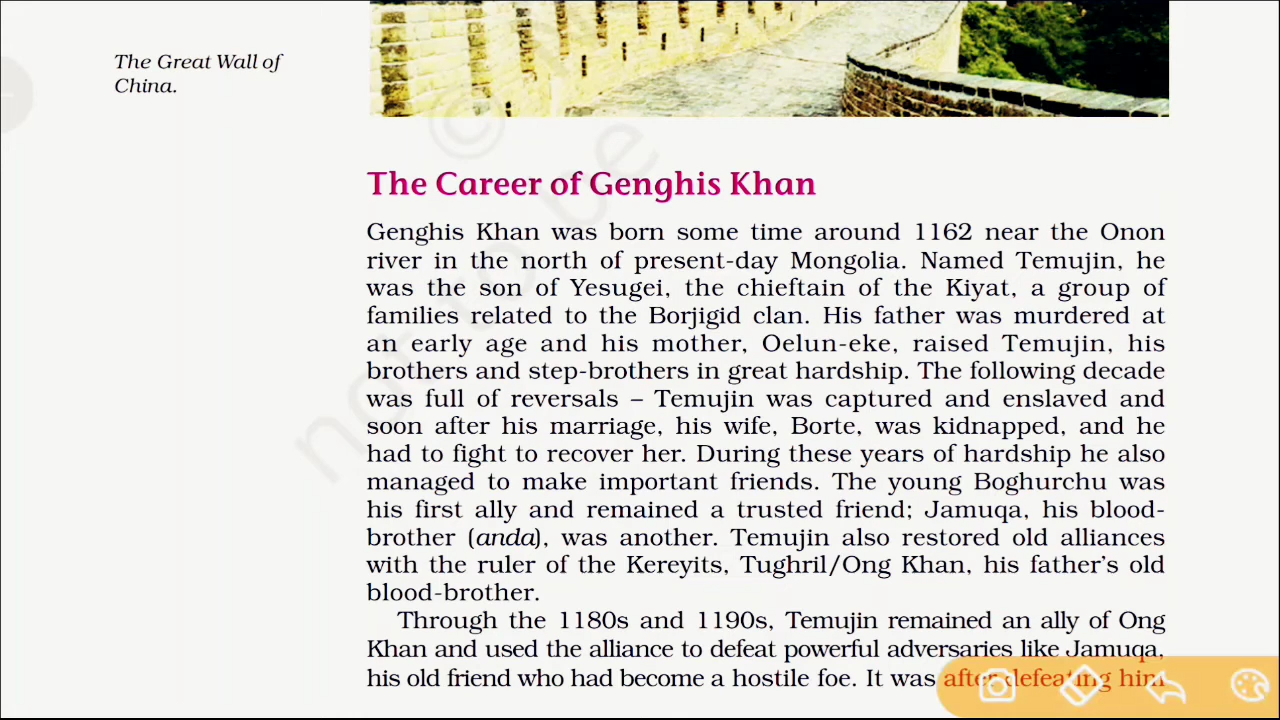 The Great Wall of
China.
The Career of Genghis Khan
Genghis Khan was born some time around 1162 near the Onon
river in the north of present-day Mongolia. Named Temujin, he
was the son of Yesugei, the chieftain of the Kiyat, a group of
families related to the Borjigid clan. His father was murdered at
an early age and his mother, Oelun-eke, raised Temujin, his
brothers and step-brothers in great hardship. The following decade
was full of reversals – Temujin was captured and enslaved and
soon after his marriage, his wife, Borte, was kidnapped, and he
had to fight to recover her. During these years of hardship he also
managed to make important friends. The young Boghurchu was
his first ally and remained a trusted friend; Jamuqa, his blood-
brother (anda), was another. Temujin also restored old alliances
with the ruler of the Kereyits, Tughril/Ong Khan, his father's old
blood-brother.
Through the 1180s and 1190s, Temujin remained an ally of Ong
Khan and used the alliance to defeat powerful adversaries like Jamuqa,
his old friend who had become a hostile foe. It was after defeating him
© not to be